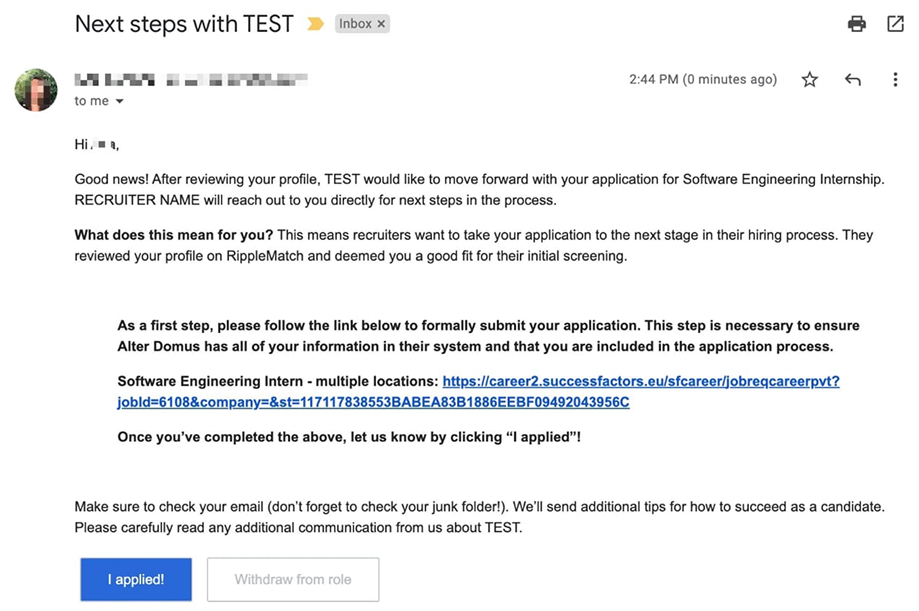 Next steps with TEST
Inbox ×
2:44 PM (0 minutes ago)
to me
Hi
Good news! After reviewing your profile, TEST would like to move forward with your application for Software Engineering Internship.
RECRUITER NAME will reach out to you directly for next steps in the process.
What does this mean for you? This means recruiters want to take your application to the next stage in their hiring process. They
reviewed your profile on RippleMatch and deemed you a good fit for their initial screening.
As a first step, please follow the link below to formally submit your application. This step is necessary to ensure
Alter Domus has all of your information in their system and that you are included in the application process.
Software Engineering Intern - multiple locations: https://career2.successfactors.eu/sfcareer/jobreqcareerpvt?
jobId=6108&company=&st=117117838553BABEA83B1886EEBF09492043956C
Once you’ve completed the above, let us know by clicking “I applied”!
Make sure to check your email (don’t forget to check your junk folder!). We’ll send additional tips for how to succeed as a candidate.
Please carefully read any additional communication from us about TEST.
I applied!
Withdraw from role